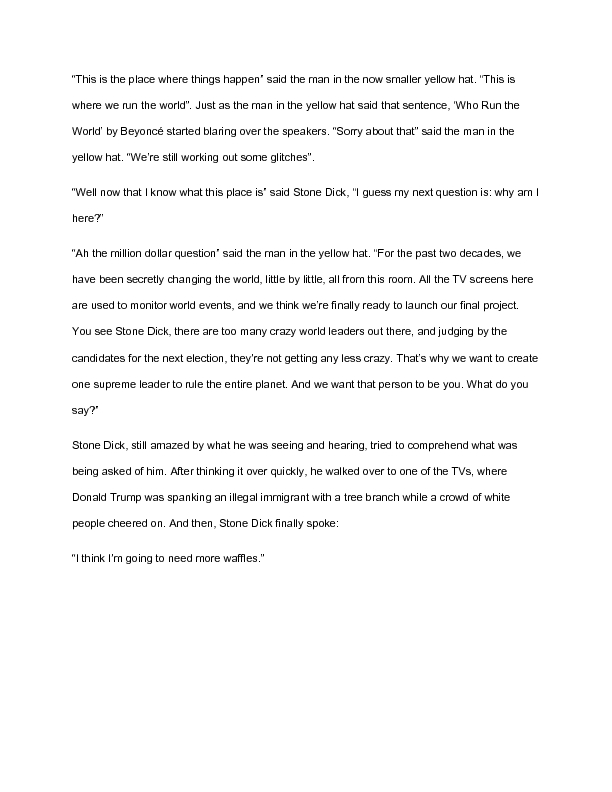 “This is the place where things happen” said the man in the now smaller yellow hat. “This is
where we run the world”. Just as the man in the yellow hat said that sentence, ‘Who Run the
World’ by Beyoncé started blaring over the speakers. “Sorry about that” said the man in the
yellow hat. “We’re still working out some glitches”.
“Well now that I know what this place is” said Stone Dick, “I guess my next question is: why am I
here?”
“Ah the million dollar question” said the man in the yellow hat. “For the past two decades, we
have been secretly changing the world, little by little, all from this room. All the TV screens here
are used to monitor world events, and we think we’re finally ready to launch our final project.
You see Stone Dick, there are too many crazy world leaders out there, and judging by the
candidates for the next election, they’re not getting any less crazy. That’s why we want to create
one supreme leader to rule the entire planet. And we want that person to be you. What do you
say?”
Stone Dick, still amazed by what he was seeing and hearing, tried to comprehend what was
being asked of him. After thinking it over quickly, he walked over to one of the TVs, where
Donald Trump was spanking an illegal immigrant with a tree branch while a crowd of white
people cheered on. And then, Stone Dick finally spoke:
“I think I’m going to need more waffles.”